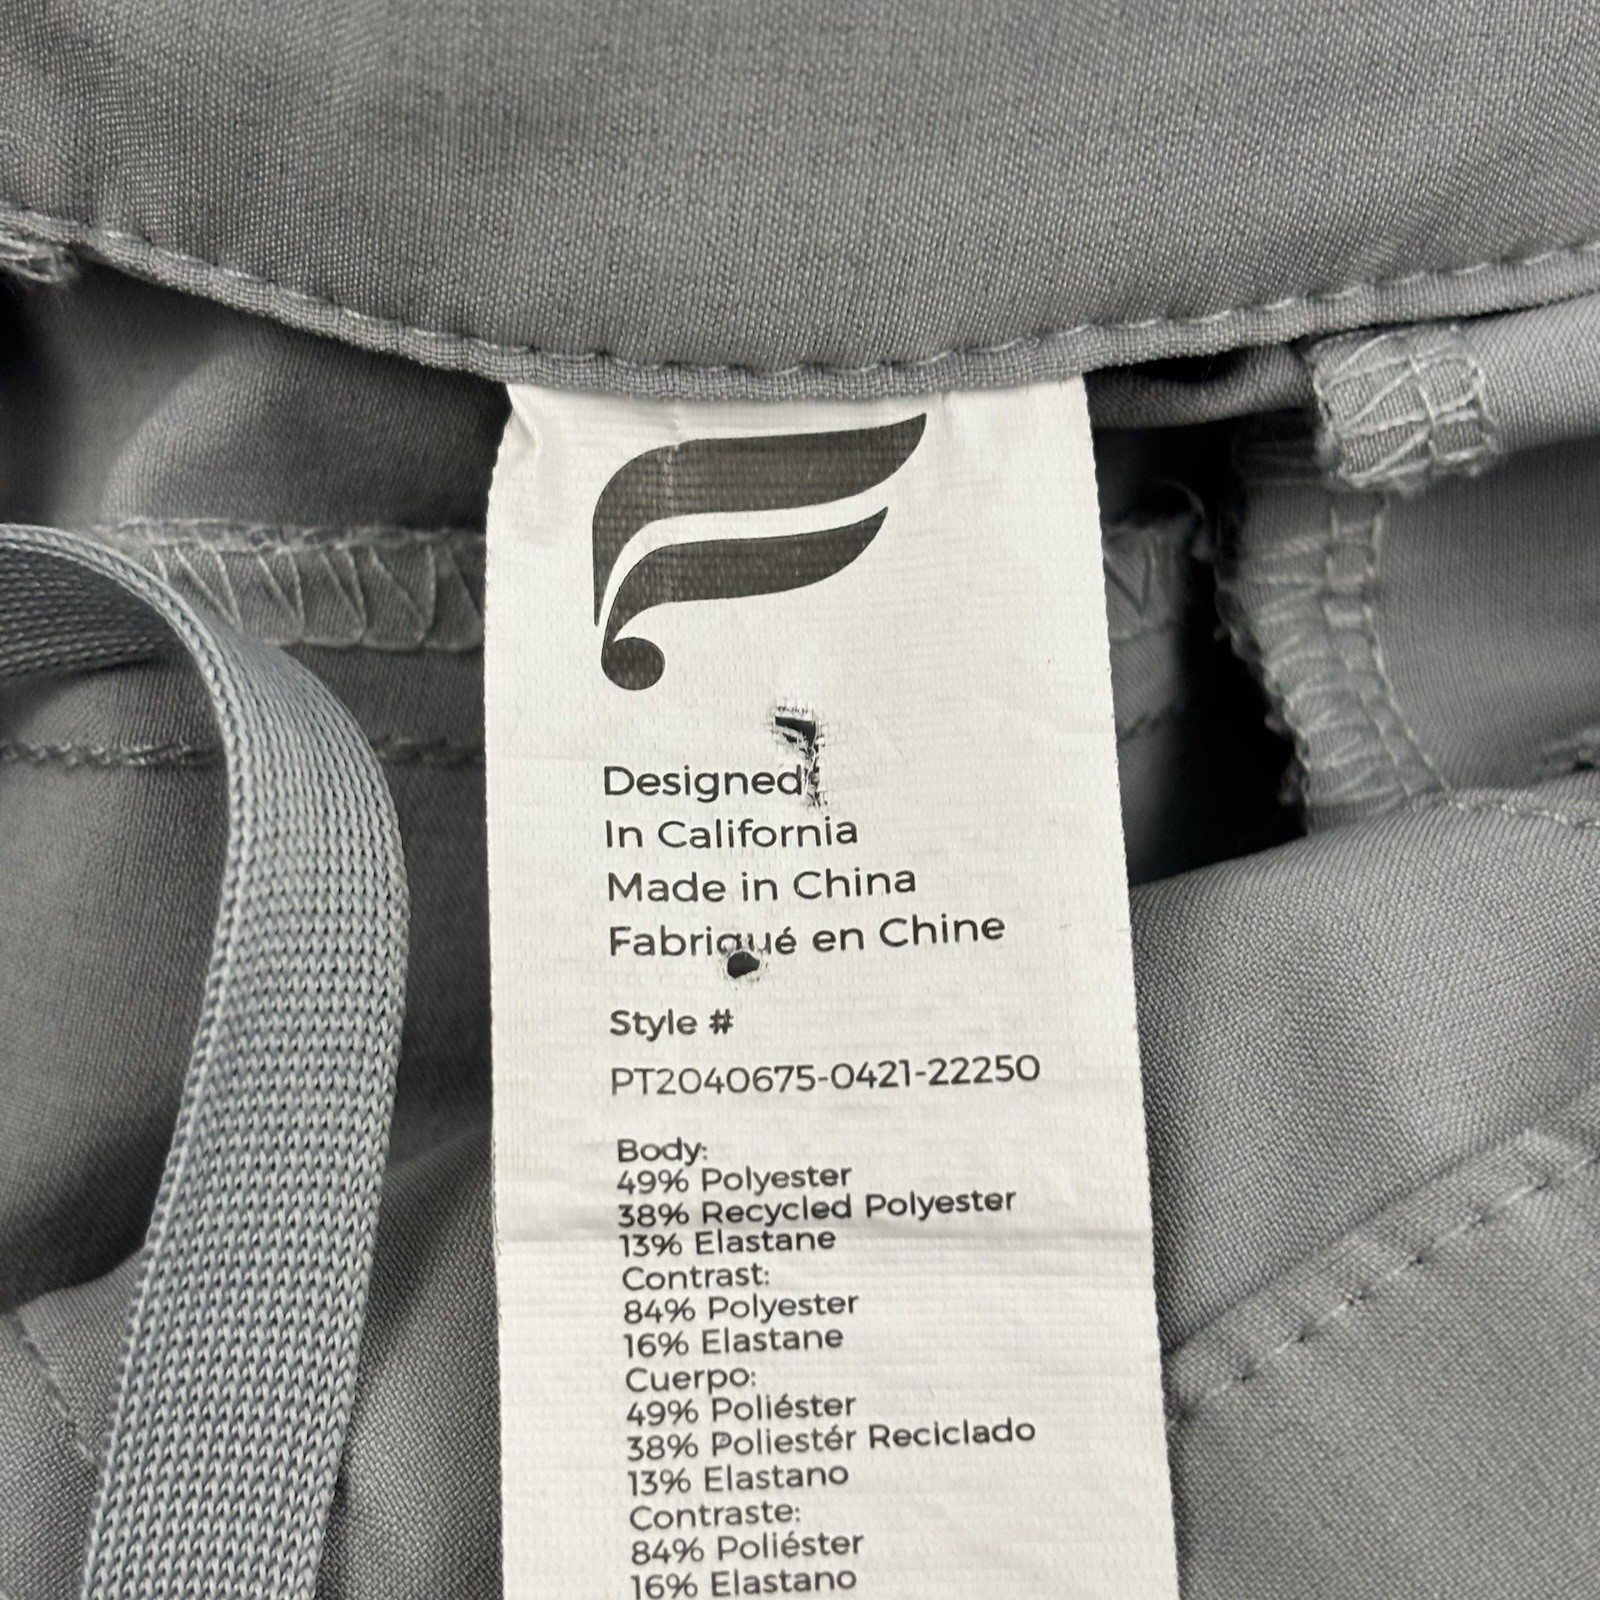 Designed
In California
Made in China
Fabriqué en Chine
Style #
PT2040675-0421-22250
Body:
49% Polyester
38% Recycled Polyester
13% Elastane
Contrast:
84% Polyester
16% Elastane
Cuerpo:
49% Poliéster
38% Poliestér Reciclado
13% Elastano
Contraste:
84% Poliéster
16% Elastano